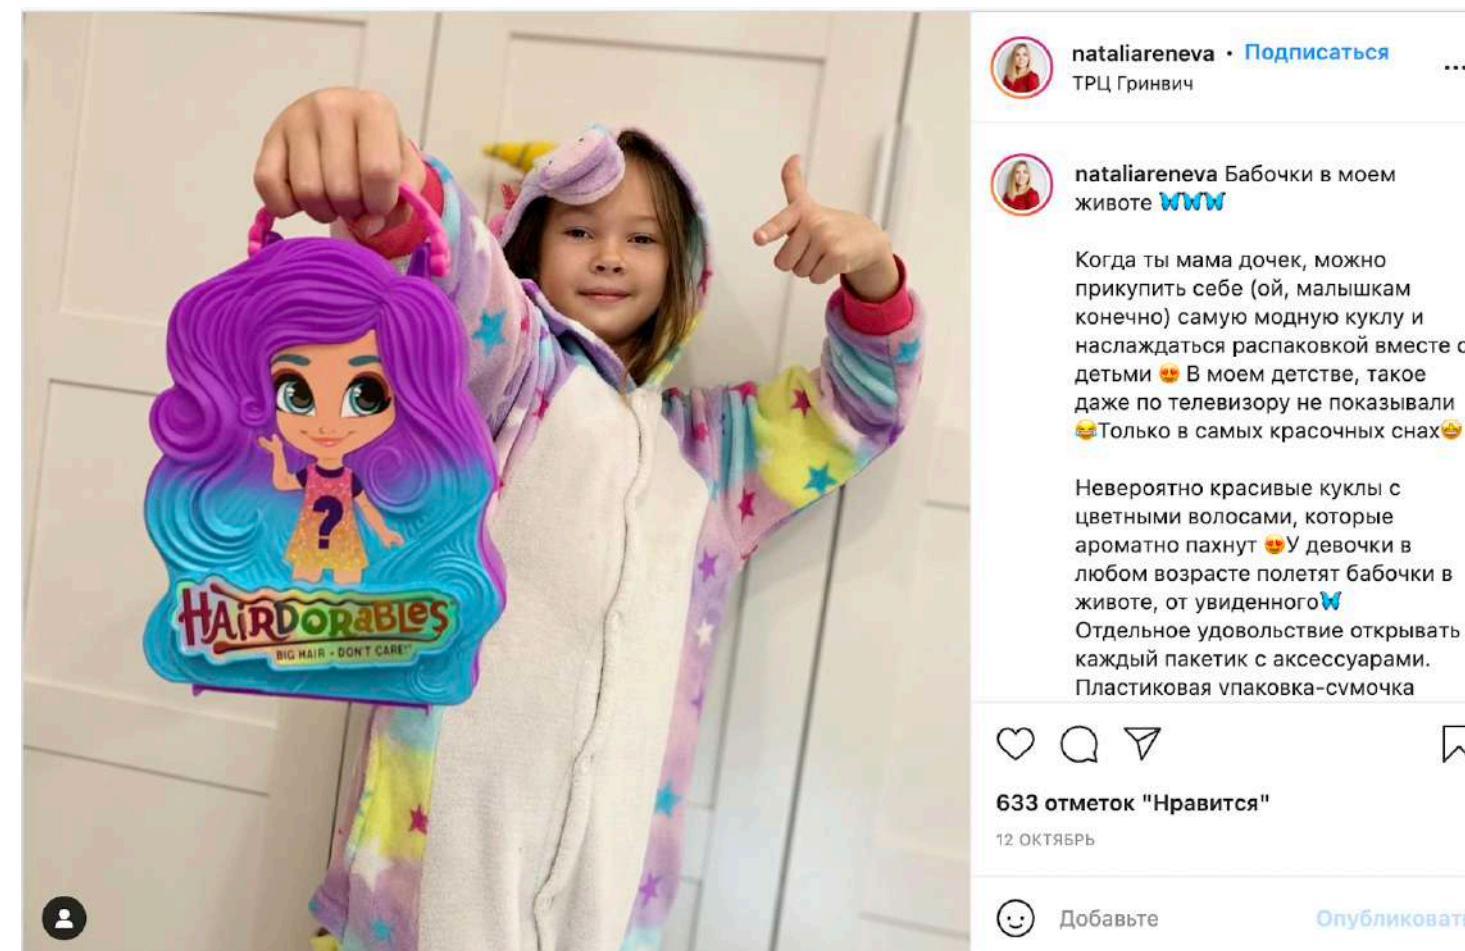 nataliareneva • Подписаться
ТРЦ Гринвич
nataliareneva Бабочки в моем
животе 🦋🦋🦋
Когда ты мама дочек, можно
прикупить себе (ой, малышкам
конечно) самую модную куклу и
наслаждаться распаковкой вместе с
детьми 😍 В моем детстве, такое
даже по телевизору не показывали
😂Только в самых красочных снах🤩
Невероятно красивые куклы с
цветными волосами, которые
ароматно пахнут 😍У девочки в
любом возрасте полетят бабочки в
животе, от увиденного🦋
Отдельное удовольствие открывать
каждый пакетик с аксессуарами.
Пластиковая упаковка-сумочка
633 отметок "Нравится"
12 ОКТЯБРЬ
Добавьте
Опубликовать
?
HAIRDORABLES
BIG HAIR • DON'T CARE!